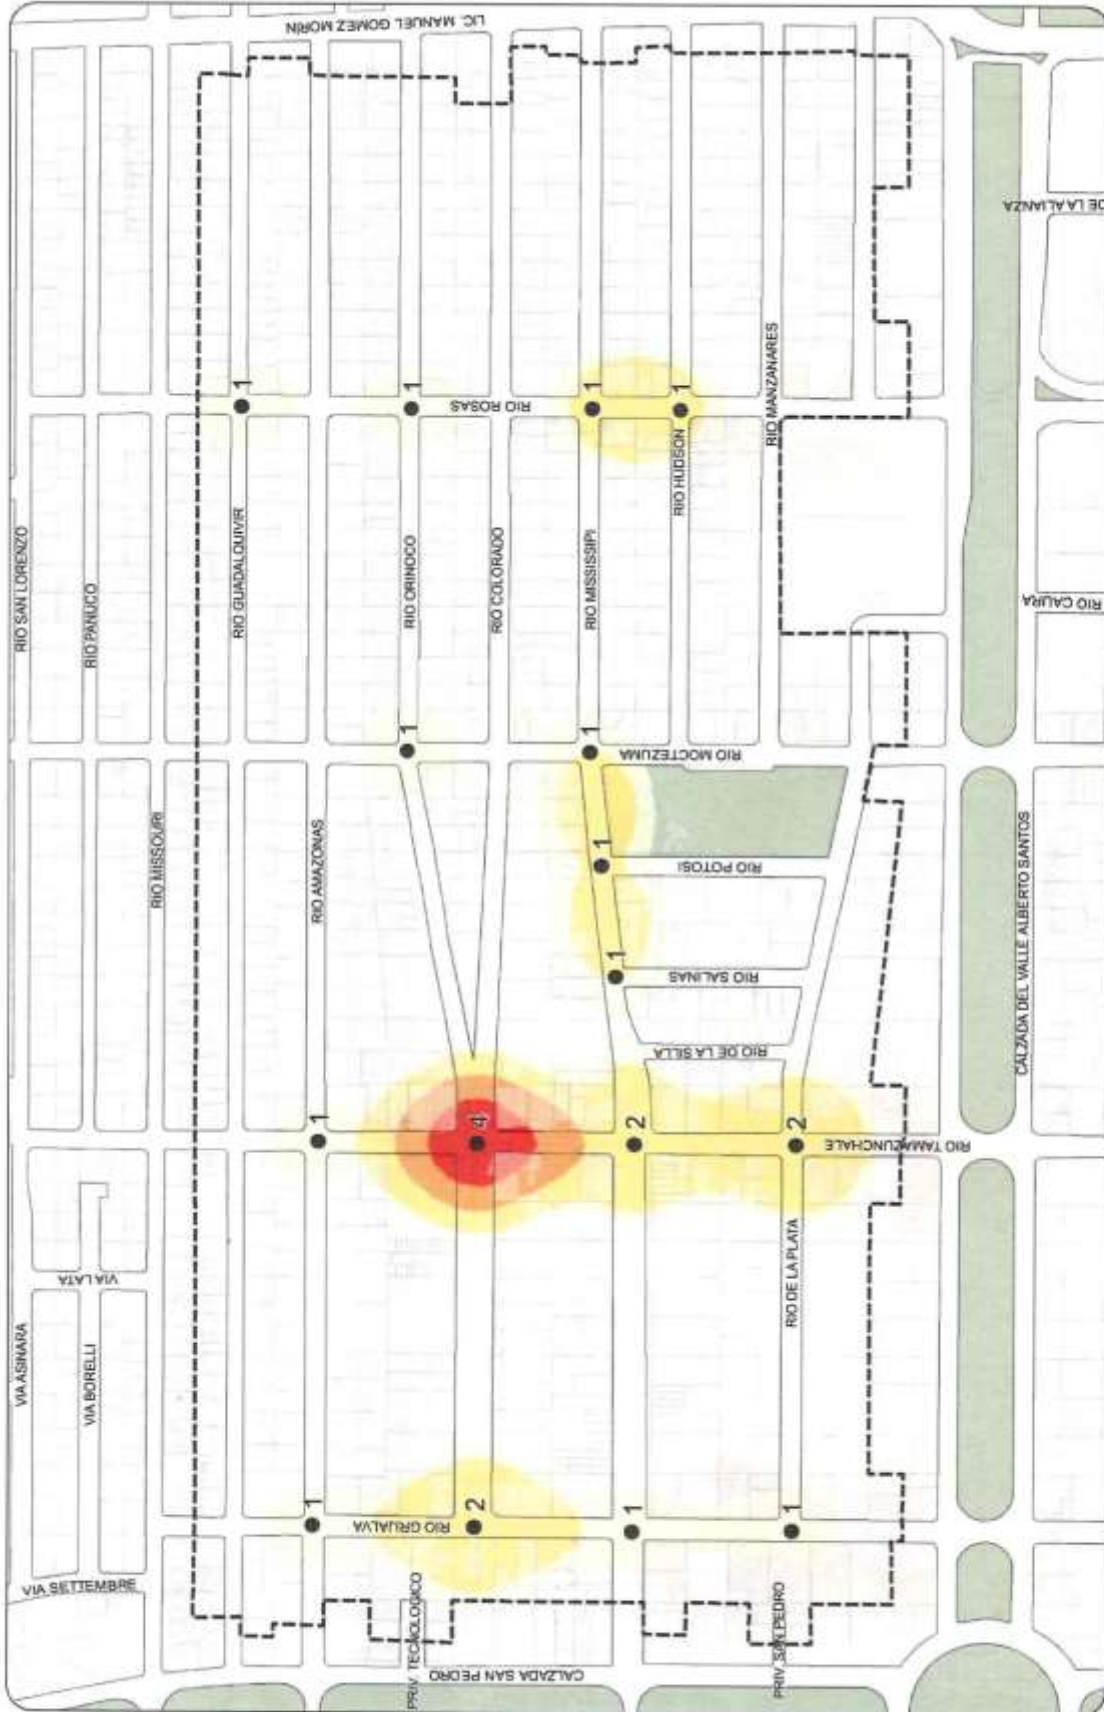 LIC. MANUEL GOMEZ MORÍN
DE LA ALIANZA
1
1
1
1
RIO ROSAS
RIO MANZANARES
RIO HUDSON
RIO SAN LORENZO
RIO PANUCO
RIO GUADALQUIVIR
RIO ORINOCO
RIO COLORADO
RIO MISSISSIPI
RIO CAURA
1
1
RIO MOCTEZUMA
RIO MISSOURI
RIO AMAZONAS
1
RIO POTOSI
CALZADA DEL VALLE ALBERTO SANTOS
1
RIO SALINAS
RIO DE LA SILLA
1
4
2
2
RIO TAMAZUNCHALE
VIA LATA
RIO DE LA PLATA
VIA ASINARA
VIA BORELLI
1
RIO GRIJALVA
2
1
1
VIA SETTEMBRE
PRIV. TECNOLOGICO
CALZADA SAN PEDRO
PRIV. SAN PEDRO